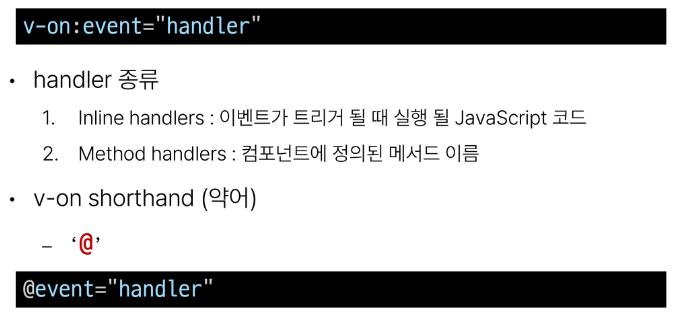 v-on:event="handler"
• handler 종류
1. Inline handlers : 이벤트가 트리거 될 때 실행 될 JavaScript 코드
2. Method handlers : 컴포넌트에 정의된 메서드 이름
• v-on shorthand (약어)
– ‘@’
@event="handler"